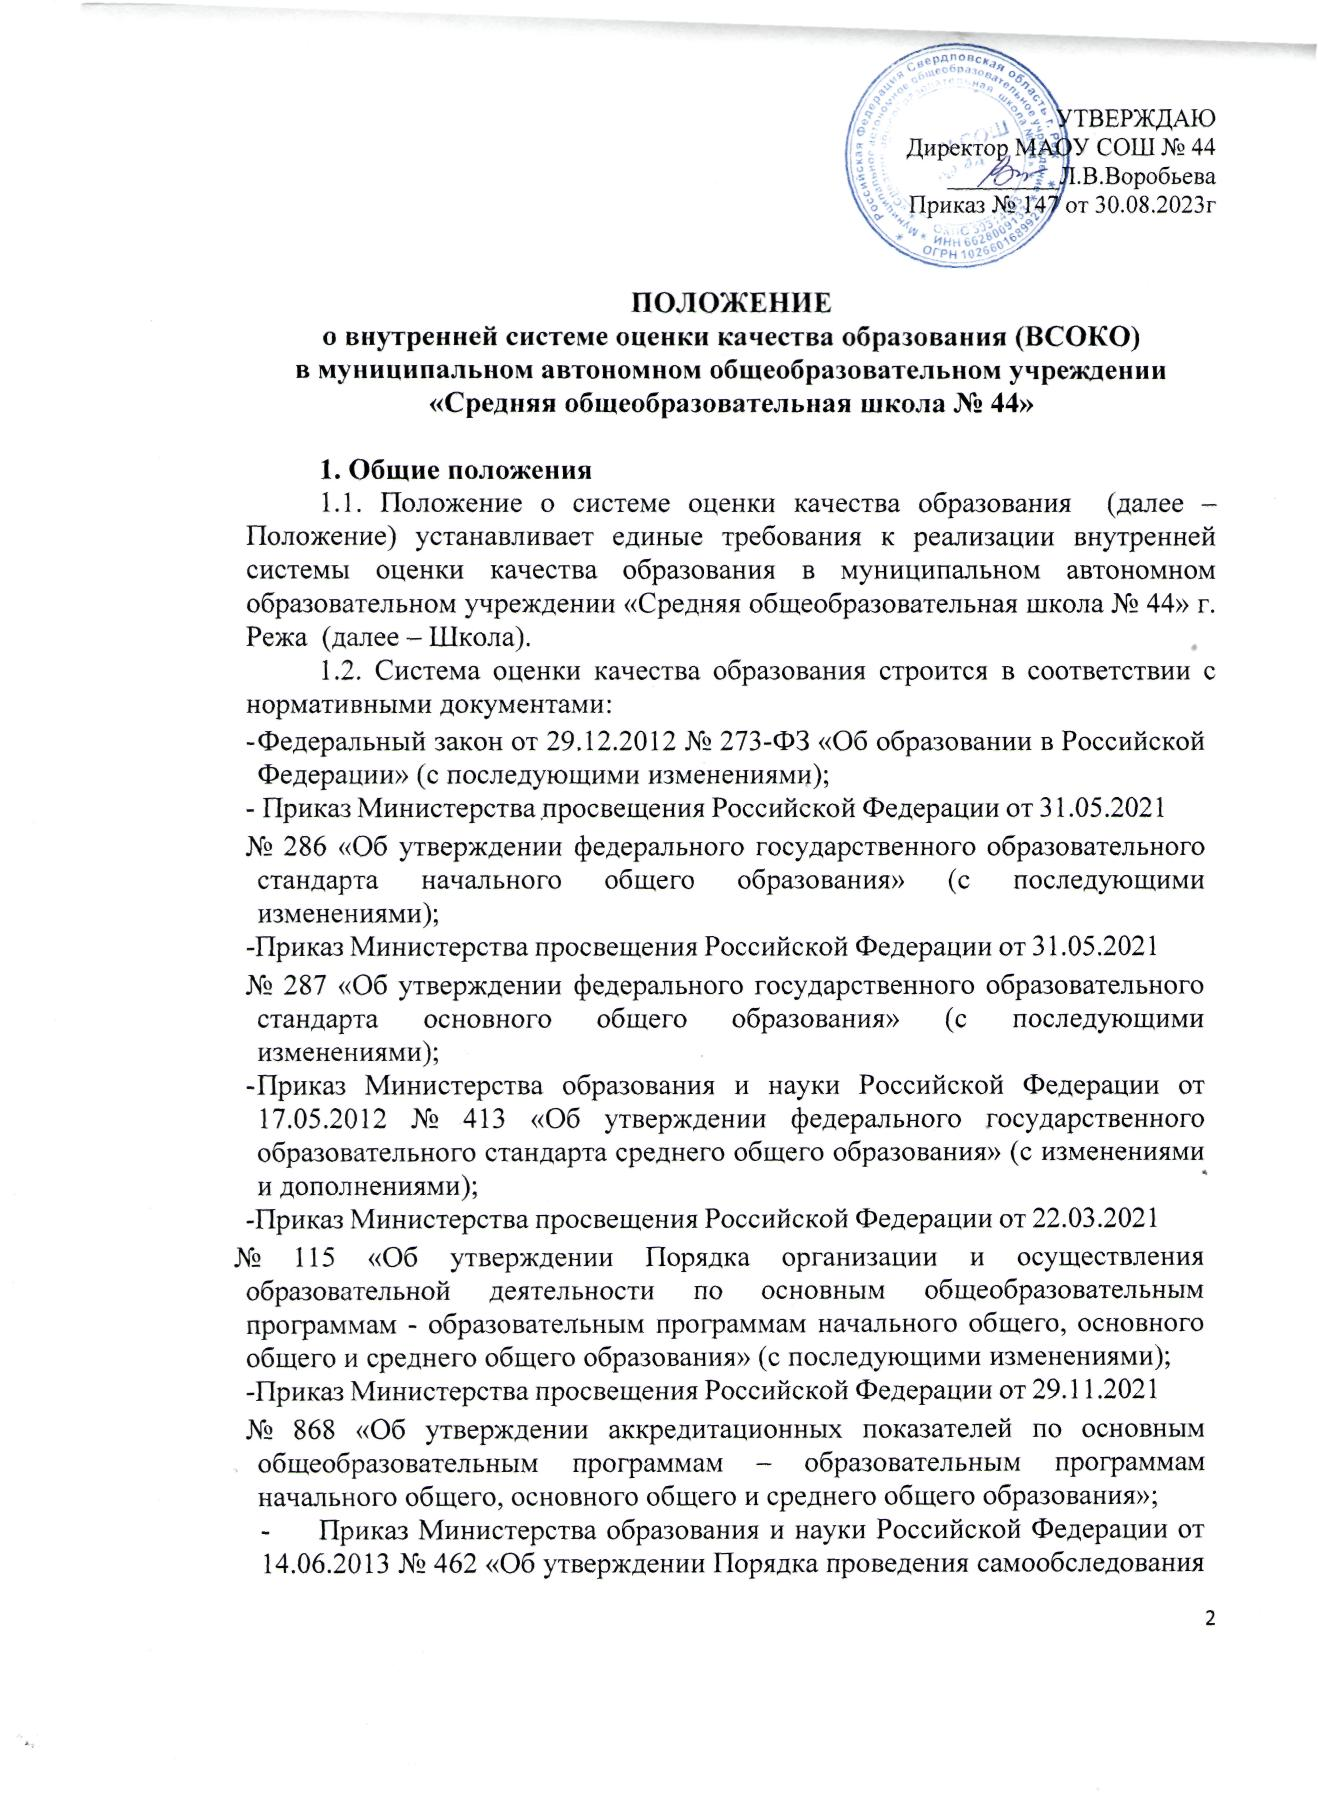 УТВЕРЖДАЮ
Директор МАОУ СОШ № 44
________Л.В.Воробьева
Приказ № 147 от 30.08.2023г
Российская Федерация Свердловская область г. Реж
ИНН 6628009133
ОГРН
ПОЛОЖЕНИЕ
о внутренней системе оценки качества образования (ВСОКО)
в муниципальном автономном общеобразовательном учреждении
«Средняя общеобразовательная школа № 44»
1. Общие положения
1.1. Положение о системе оценки качества образования (далее –
Положение) устанавливает единые требования к реализации внутренней
системы оценки качества образования в муниципальном автономном
образовательном учреждении «Средняя общеобразовательная школа № 44» г.
Режа (далее – Школа).
1.2. Система оценки качества образования строится в соответствии с
нормативными документами:
-Федеральный закон от 29.12.2012 № 273-ФЗ «Об образовании в Российской
Федерации» (с последующими изменениями);
- Приказ Министерства просвещения Российской Федерации от 31.05.2021
№ 286 «Об утверждении федерального государственного образовательного
стандарта начального общего образования» (с последующими
изменениями);
-Приказ Министерства просвещения Российской Федерации от 31.05.2021
№ 287 «Об утверждении федерального государственного образовательного
стандарта основного общего образования» (с последующими
изменениями);
-Приказ Министерства образования и науки Российской Федерации от
17.05.2012 № 413 «Об утверждении федерального государственного
образовательного стандарта среднего общего образования» (с изменениями
и дополнениями);
-Приказ Министерства просвещения Российской Федерации от 22.03.2021
№ 115 «Об утверждении Порядка организации и осуществления
образовательной деятельности по основным общеобразовательным
программам - образовательным программам начального общего, основного
общего и среднего общего образования» (с последующими изменениями);
-Приказ Министерства просвещения Российской Федерации от 29.11.2021
№ 868 «Об утверждении аккредитационных показателей по основным
общеобразовательным программам – образовательным программам
начального общего, основного общего и среднего общего образования»;
- Приказ Министерства образования и науки Российской Федерации от
14.06.2013 № 462 «Об утверждении Порядка проведения самообследования
2